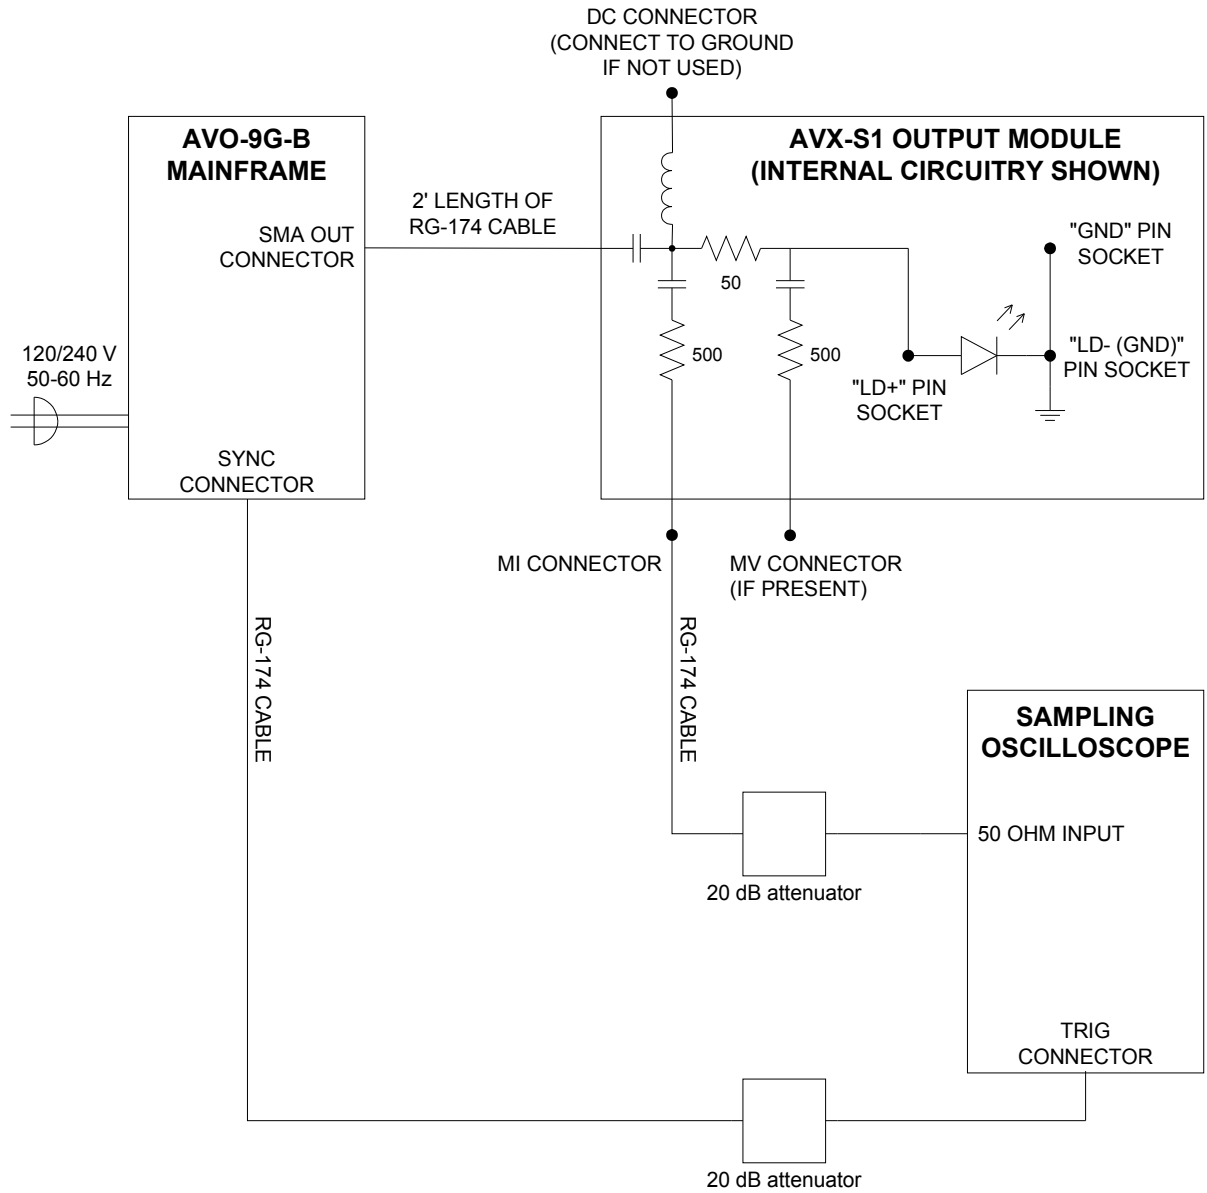 DC CONNECTOR
(CONNECT TO GROUND
IF NOT USED)
AVO-9G-B
MAINFRAME
AVX-S1 OUTPUT MODULE
(INTERNAL CIRCUITRY SHOWN)
2' LENGTH OF
RG-174 CABLE
SMA OUT
CONNECTOR
"GND" PIN
SOCKET
50
500
500
120/240 V
50-60 Hz
"LD+" PIN
SOCKET
"LD- (GND)"
PIN SOCKET
SYNC
CONNECTOR
MI CONNECTOR
MV CONNECTOR
(IF PRESENT)
RG-174 CABLE
RG-174 CABLE
SAMPLING
OSCILLOSCOPE
50 OHM INPUT
20 dB attenuator
TRIG
CONNECTOR
20 dB attenuator